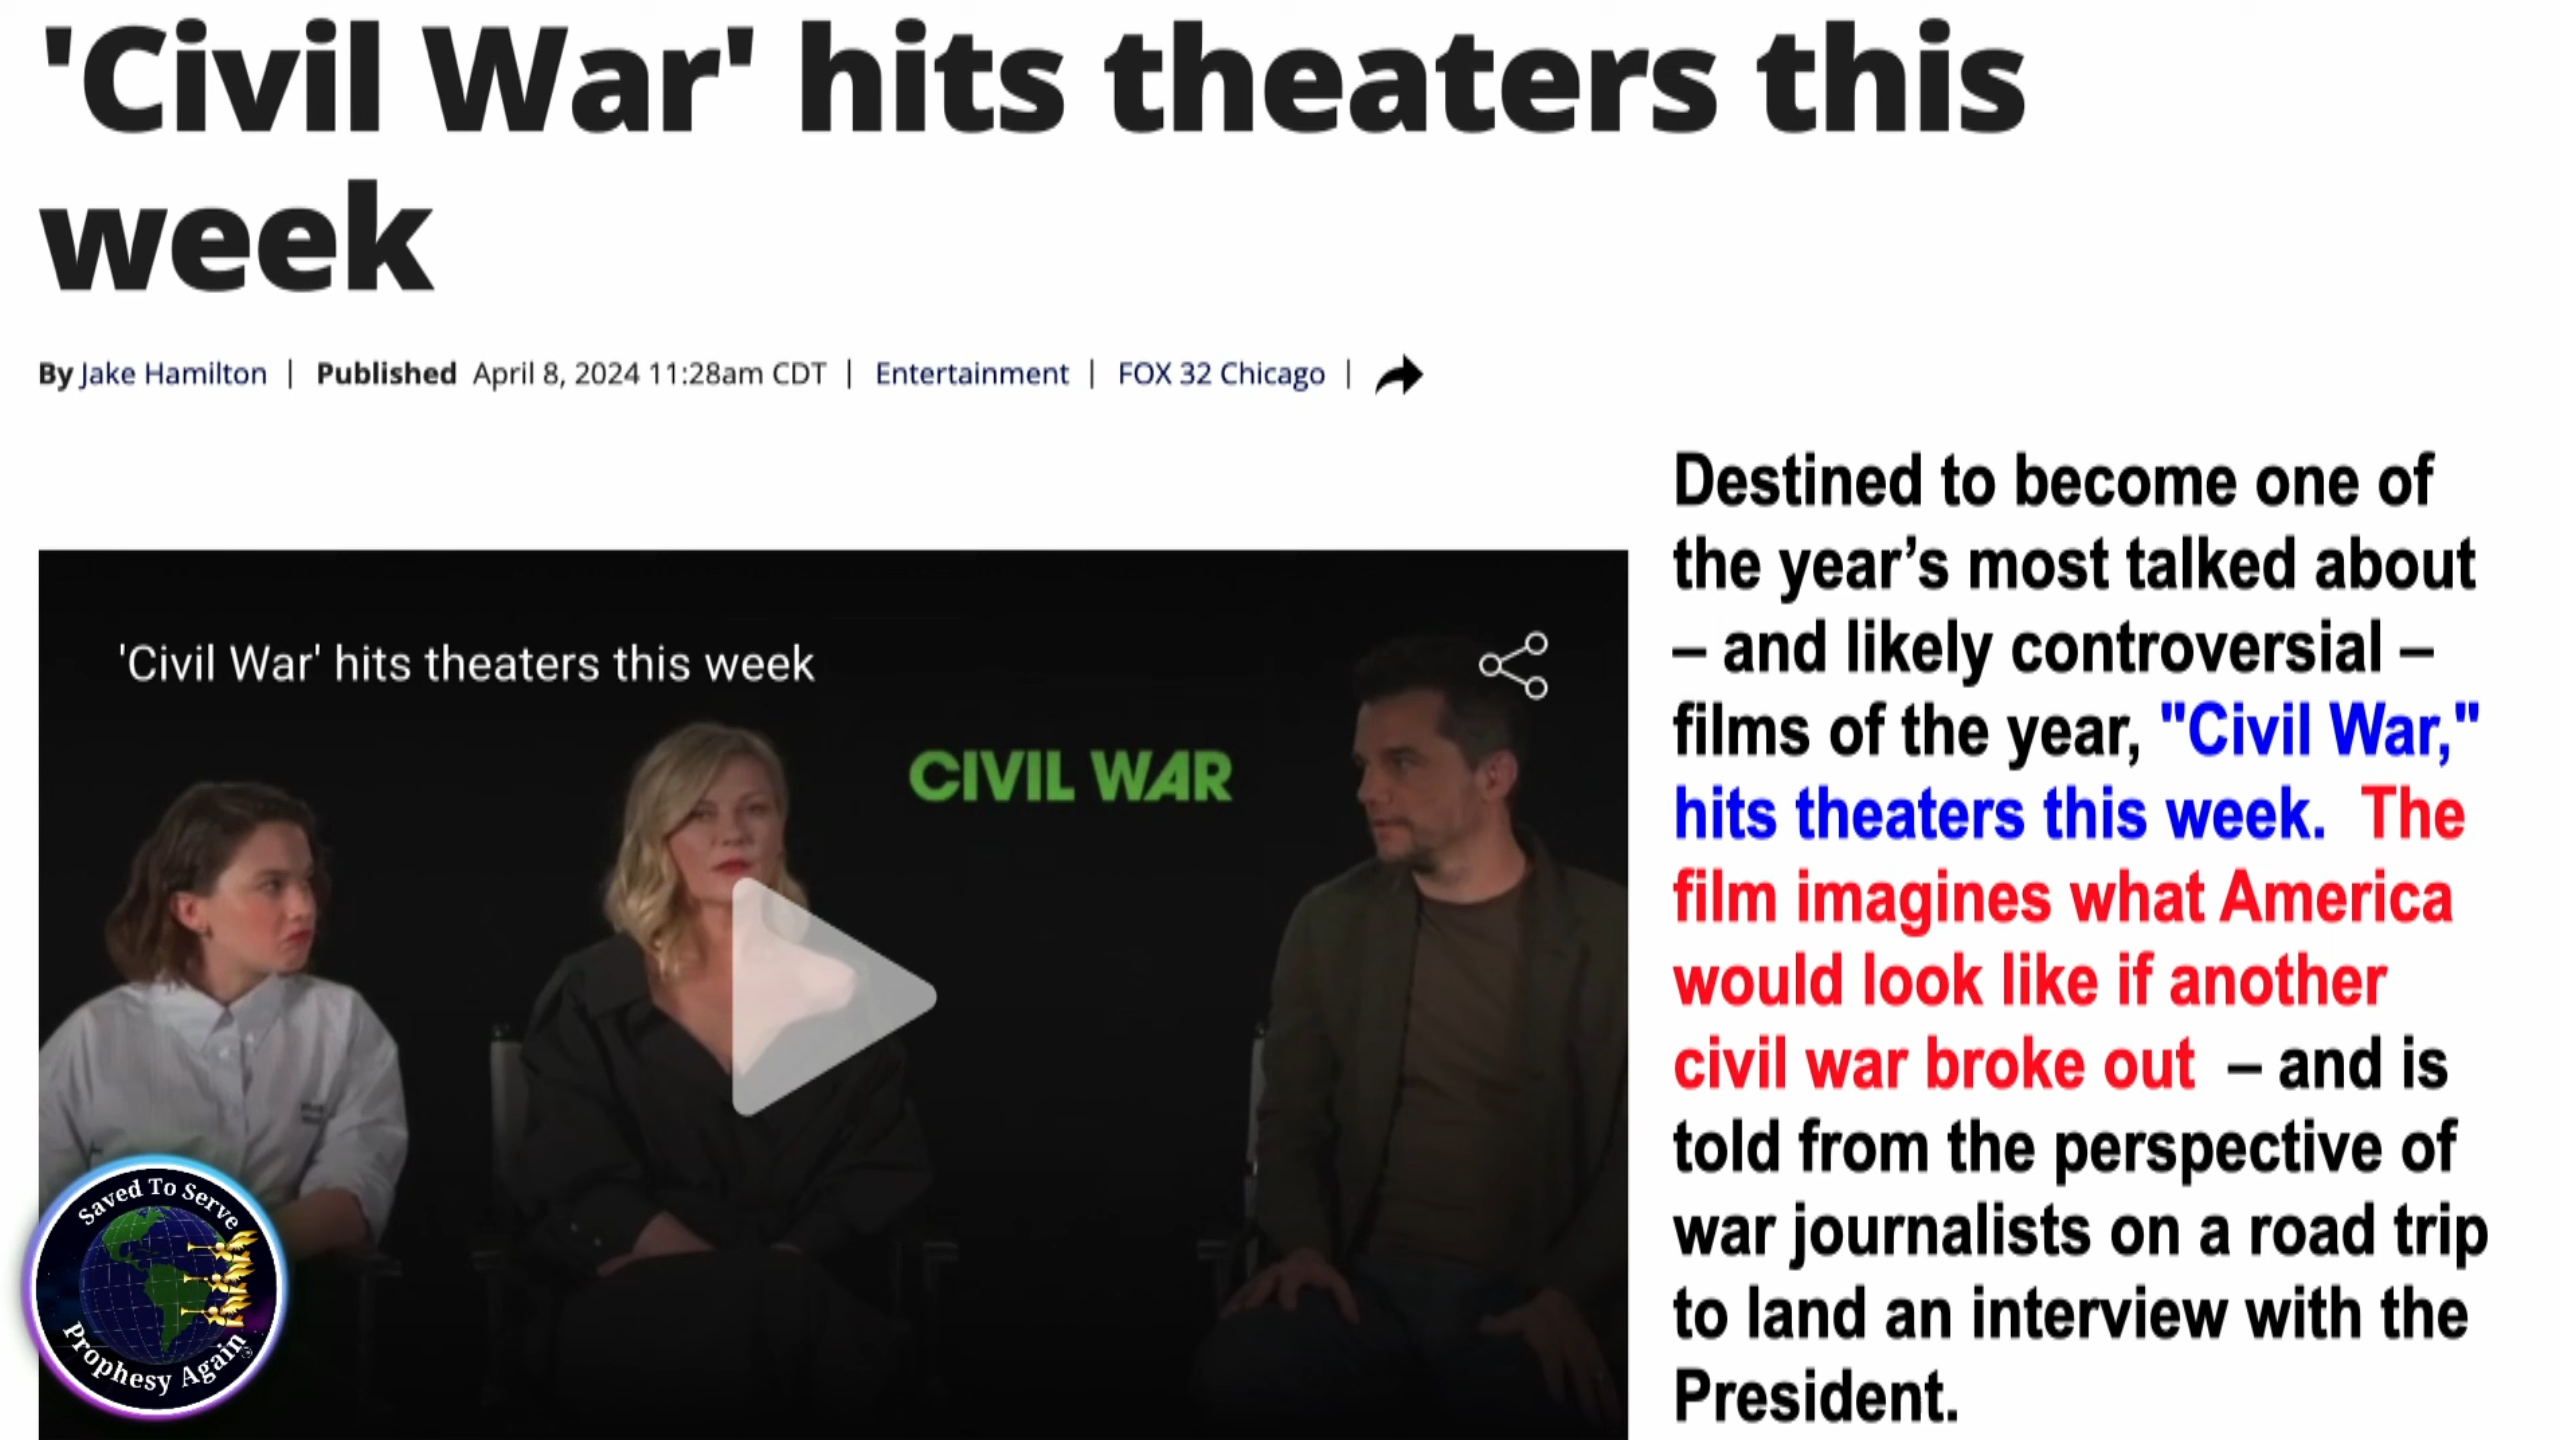 'Civil War' hits theaters this
week
By Jake Hamilton | Published April 8, 2024 11:28am CDT | Entertainment | FOX 32 Chicago |
'Civil War' hits theaters this week
CIVIL WAR
Destined to become one of
the year’s most talked about
– and likely controversial –
films of the year, "Civil War,"
hits theaters this week. The
film imagines what America
would look like if another
civil war broke out – and is
told from the perspective of
war journalists on a road trip
to land an interview with the
President.
Saved To Serve
Prophesy Again